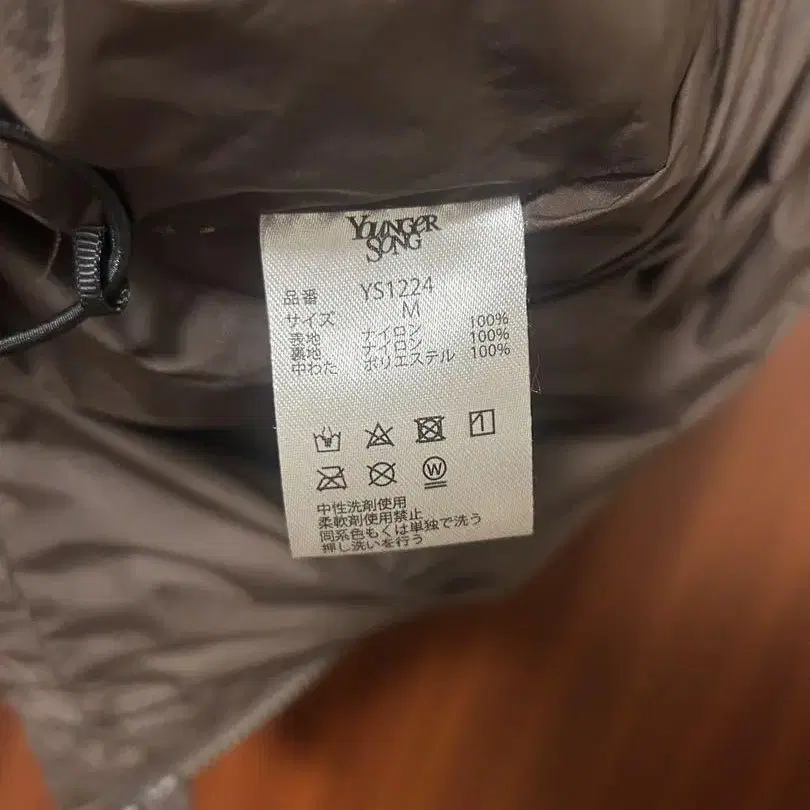 YOUNGER
SONG
品番 YS1224
サイズ M
表地 ナイロン 100%
裏地 ナイロン 100%
中わた ポリエステル 100%
W
中性洗剤使用
柔軟剤使用禁止
同系色もくは単独で洗う
押し洗いを行う